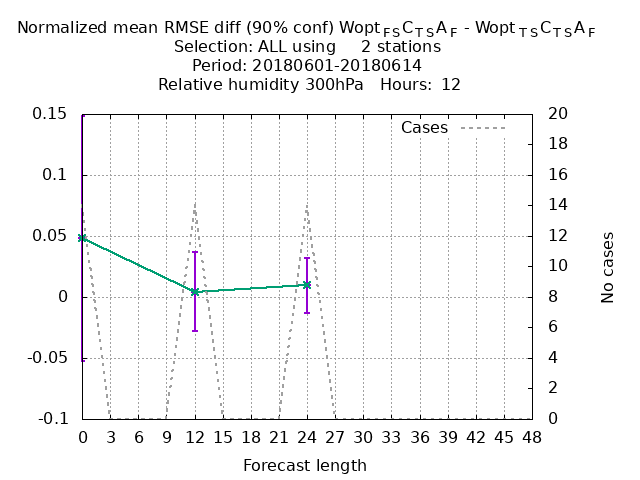 Normalized mean RMSE diff (90% conf) Wopt FS C TS A F - Wopt TS C TS A F
Selection: ALL using 2 stations
Period: 20180601-20180614
Relative humidity 300hPa Hours: 12
Cases
0.15
0.1
0.05
0
-0.05
-0.1
20
18
16
14
12
10
8
6
4
2
0
No cases
0 3 6 9 12 15 18 21 24 27 30 33 36 39 42 45 48
Forecast length